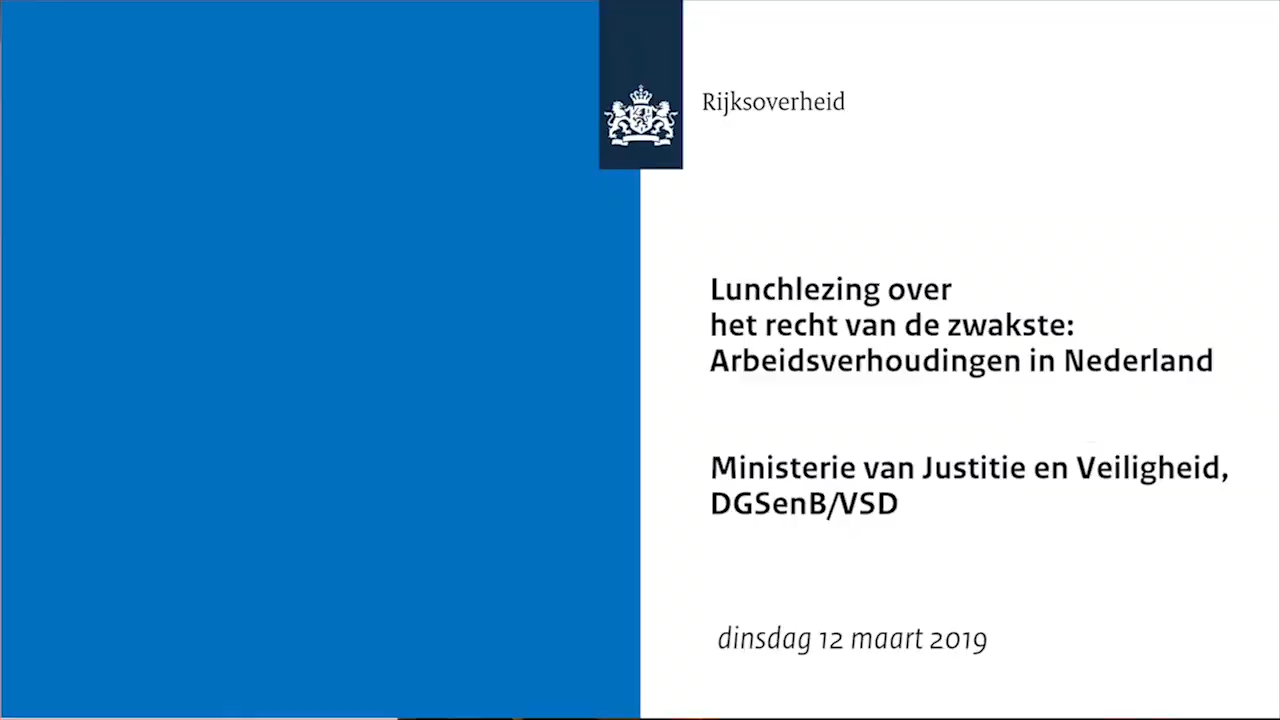 Rijksoverheid
Lunchlezing over
het recht van de zwakste:
Arbeidsverhoudingen in Nederland
Ministerie van Justitie en Veiligheid,
DGSenB/VSD
dinsdag 12 maart 2019